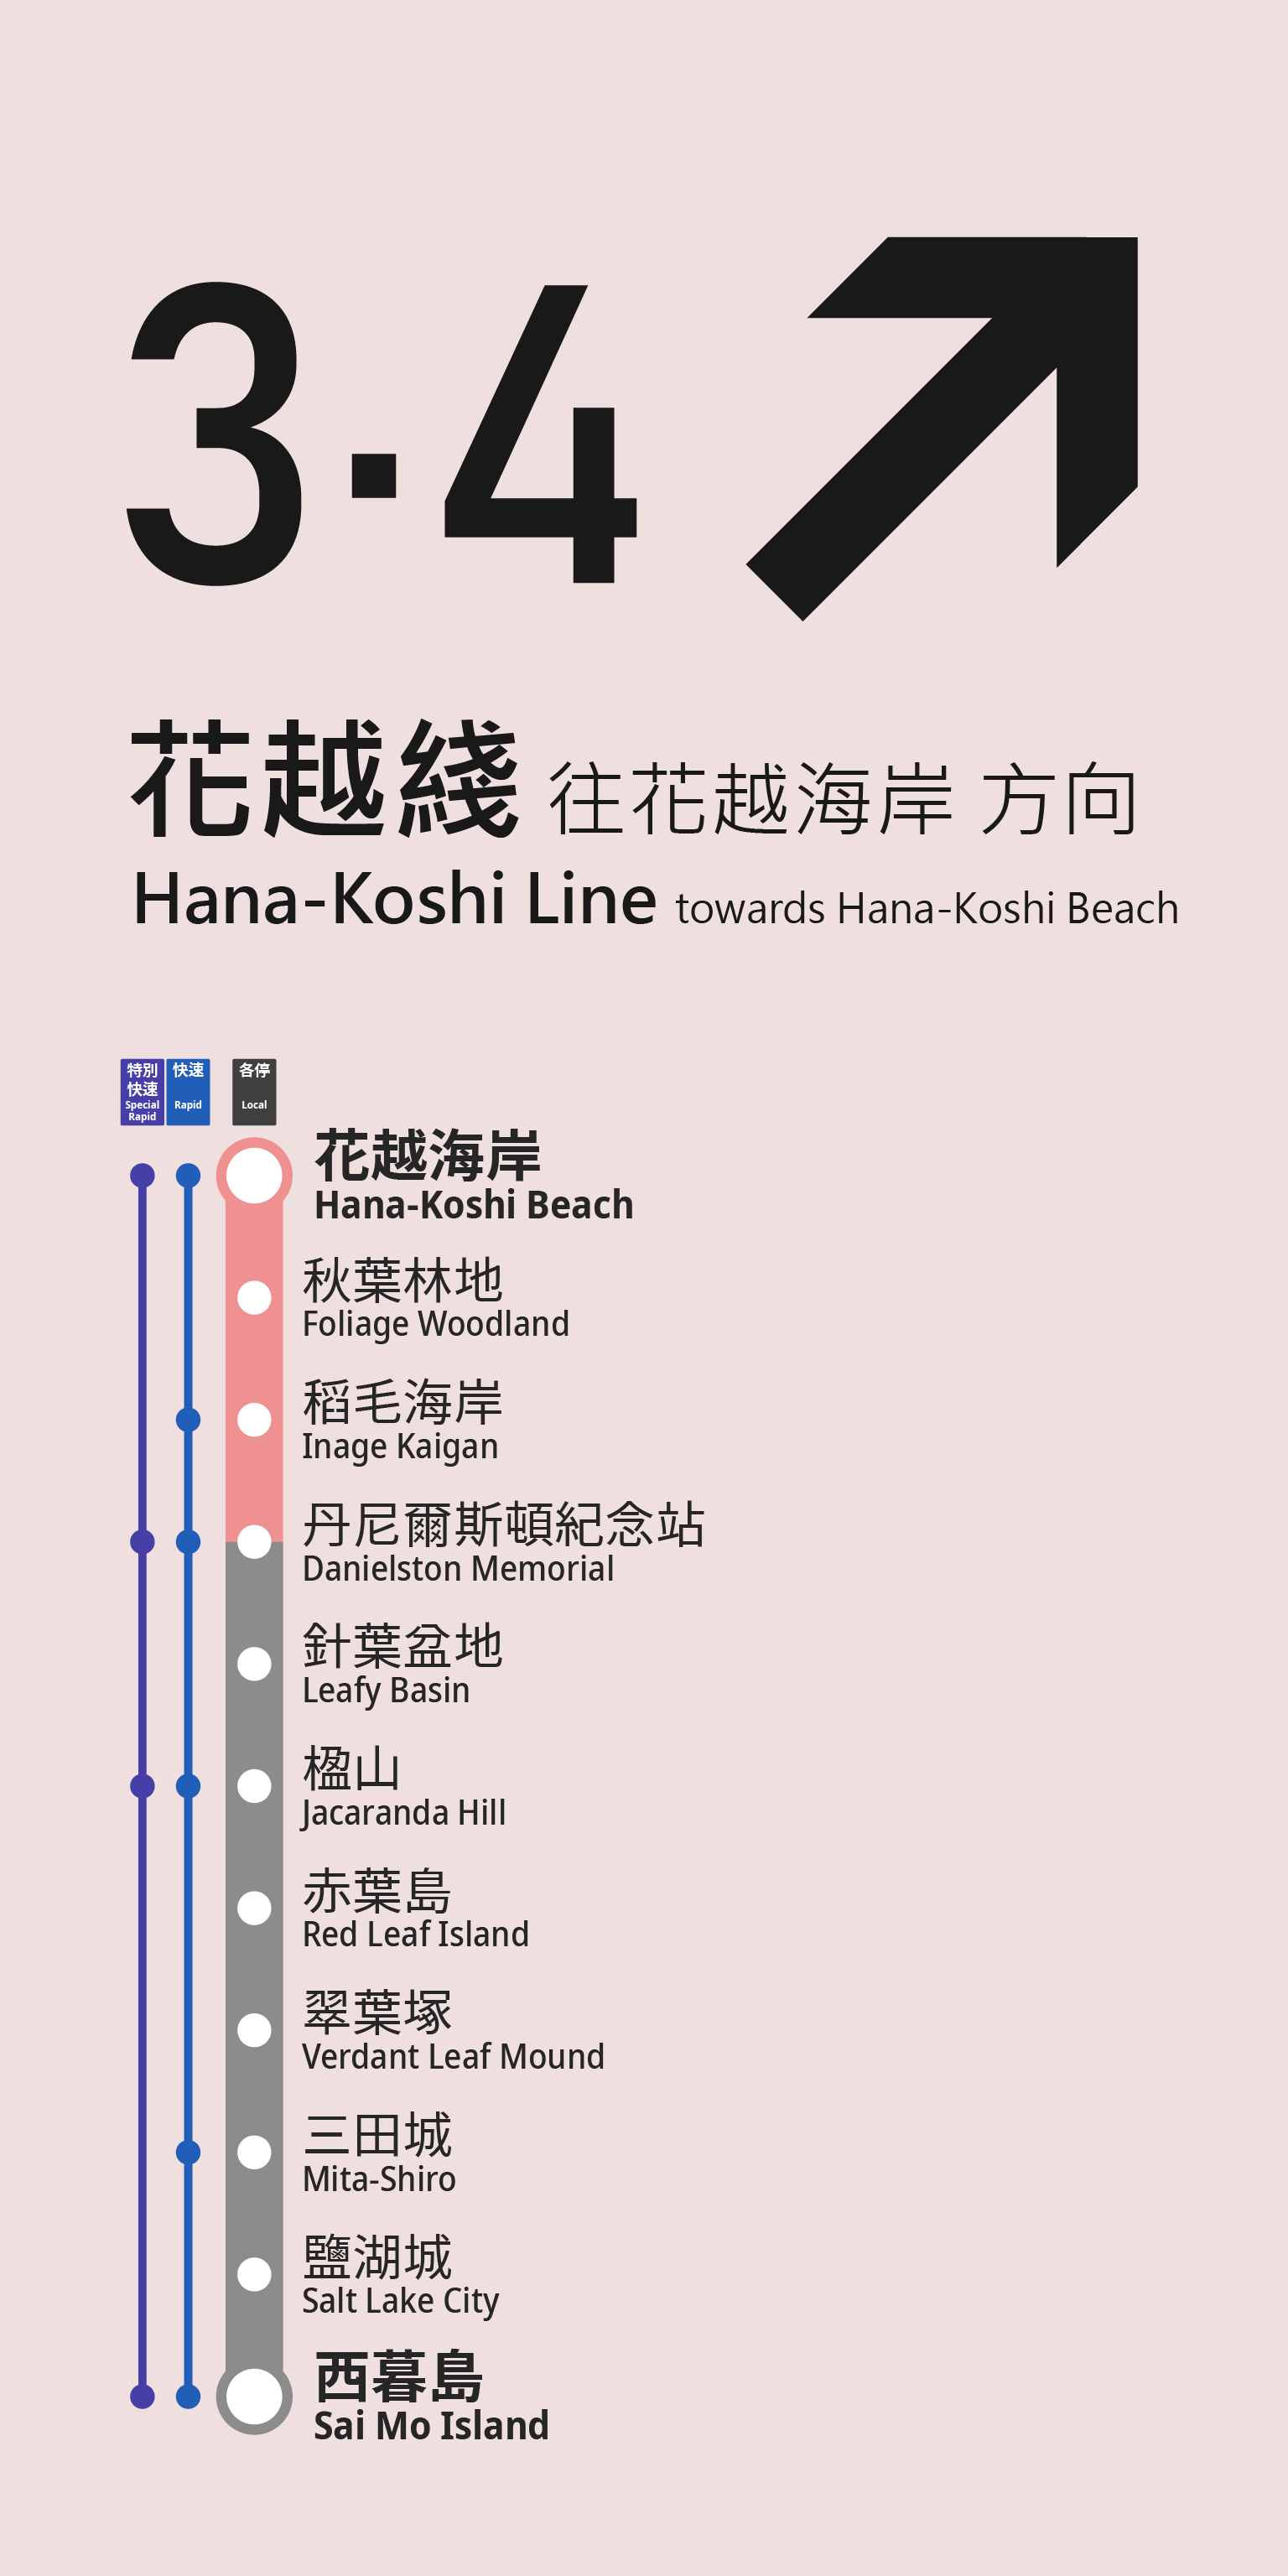 3·4
花越綫 往花越海岸 方向
Hana-Koshi Line towards Hana-Koshi Beach
特別 快速 各停
快速
Special Rapid Local
Rapid
花越海岸
Hana-Koshi Beach
秋葉林地
Foliage Woodland
稻毛海岸
Inage Kaigan
丹尼爾斯頓紀念站
Danielston Memorial
針葉盆地
Leafy Basin
楹山
Jacaranda Hill
赤葉島
Red Leaf Island
翠葉塚
Verdant Leaf Mound
三田城
Mita-Shiro
鹽湖城
Salt Lake City
西暮島
Sai Mo Island